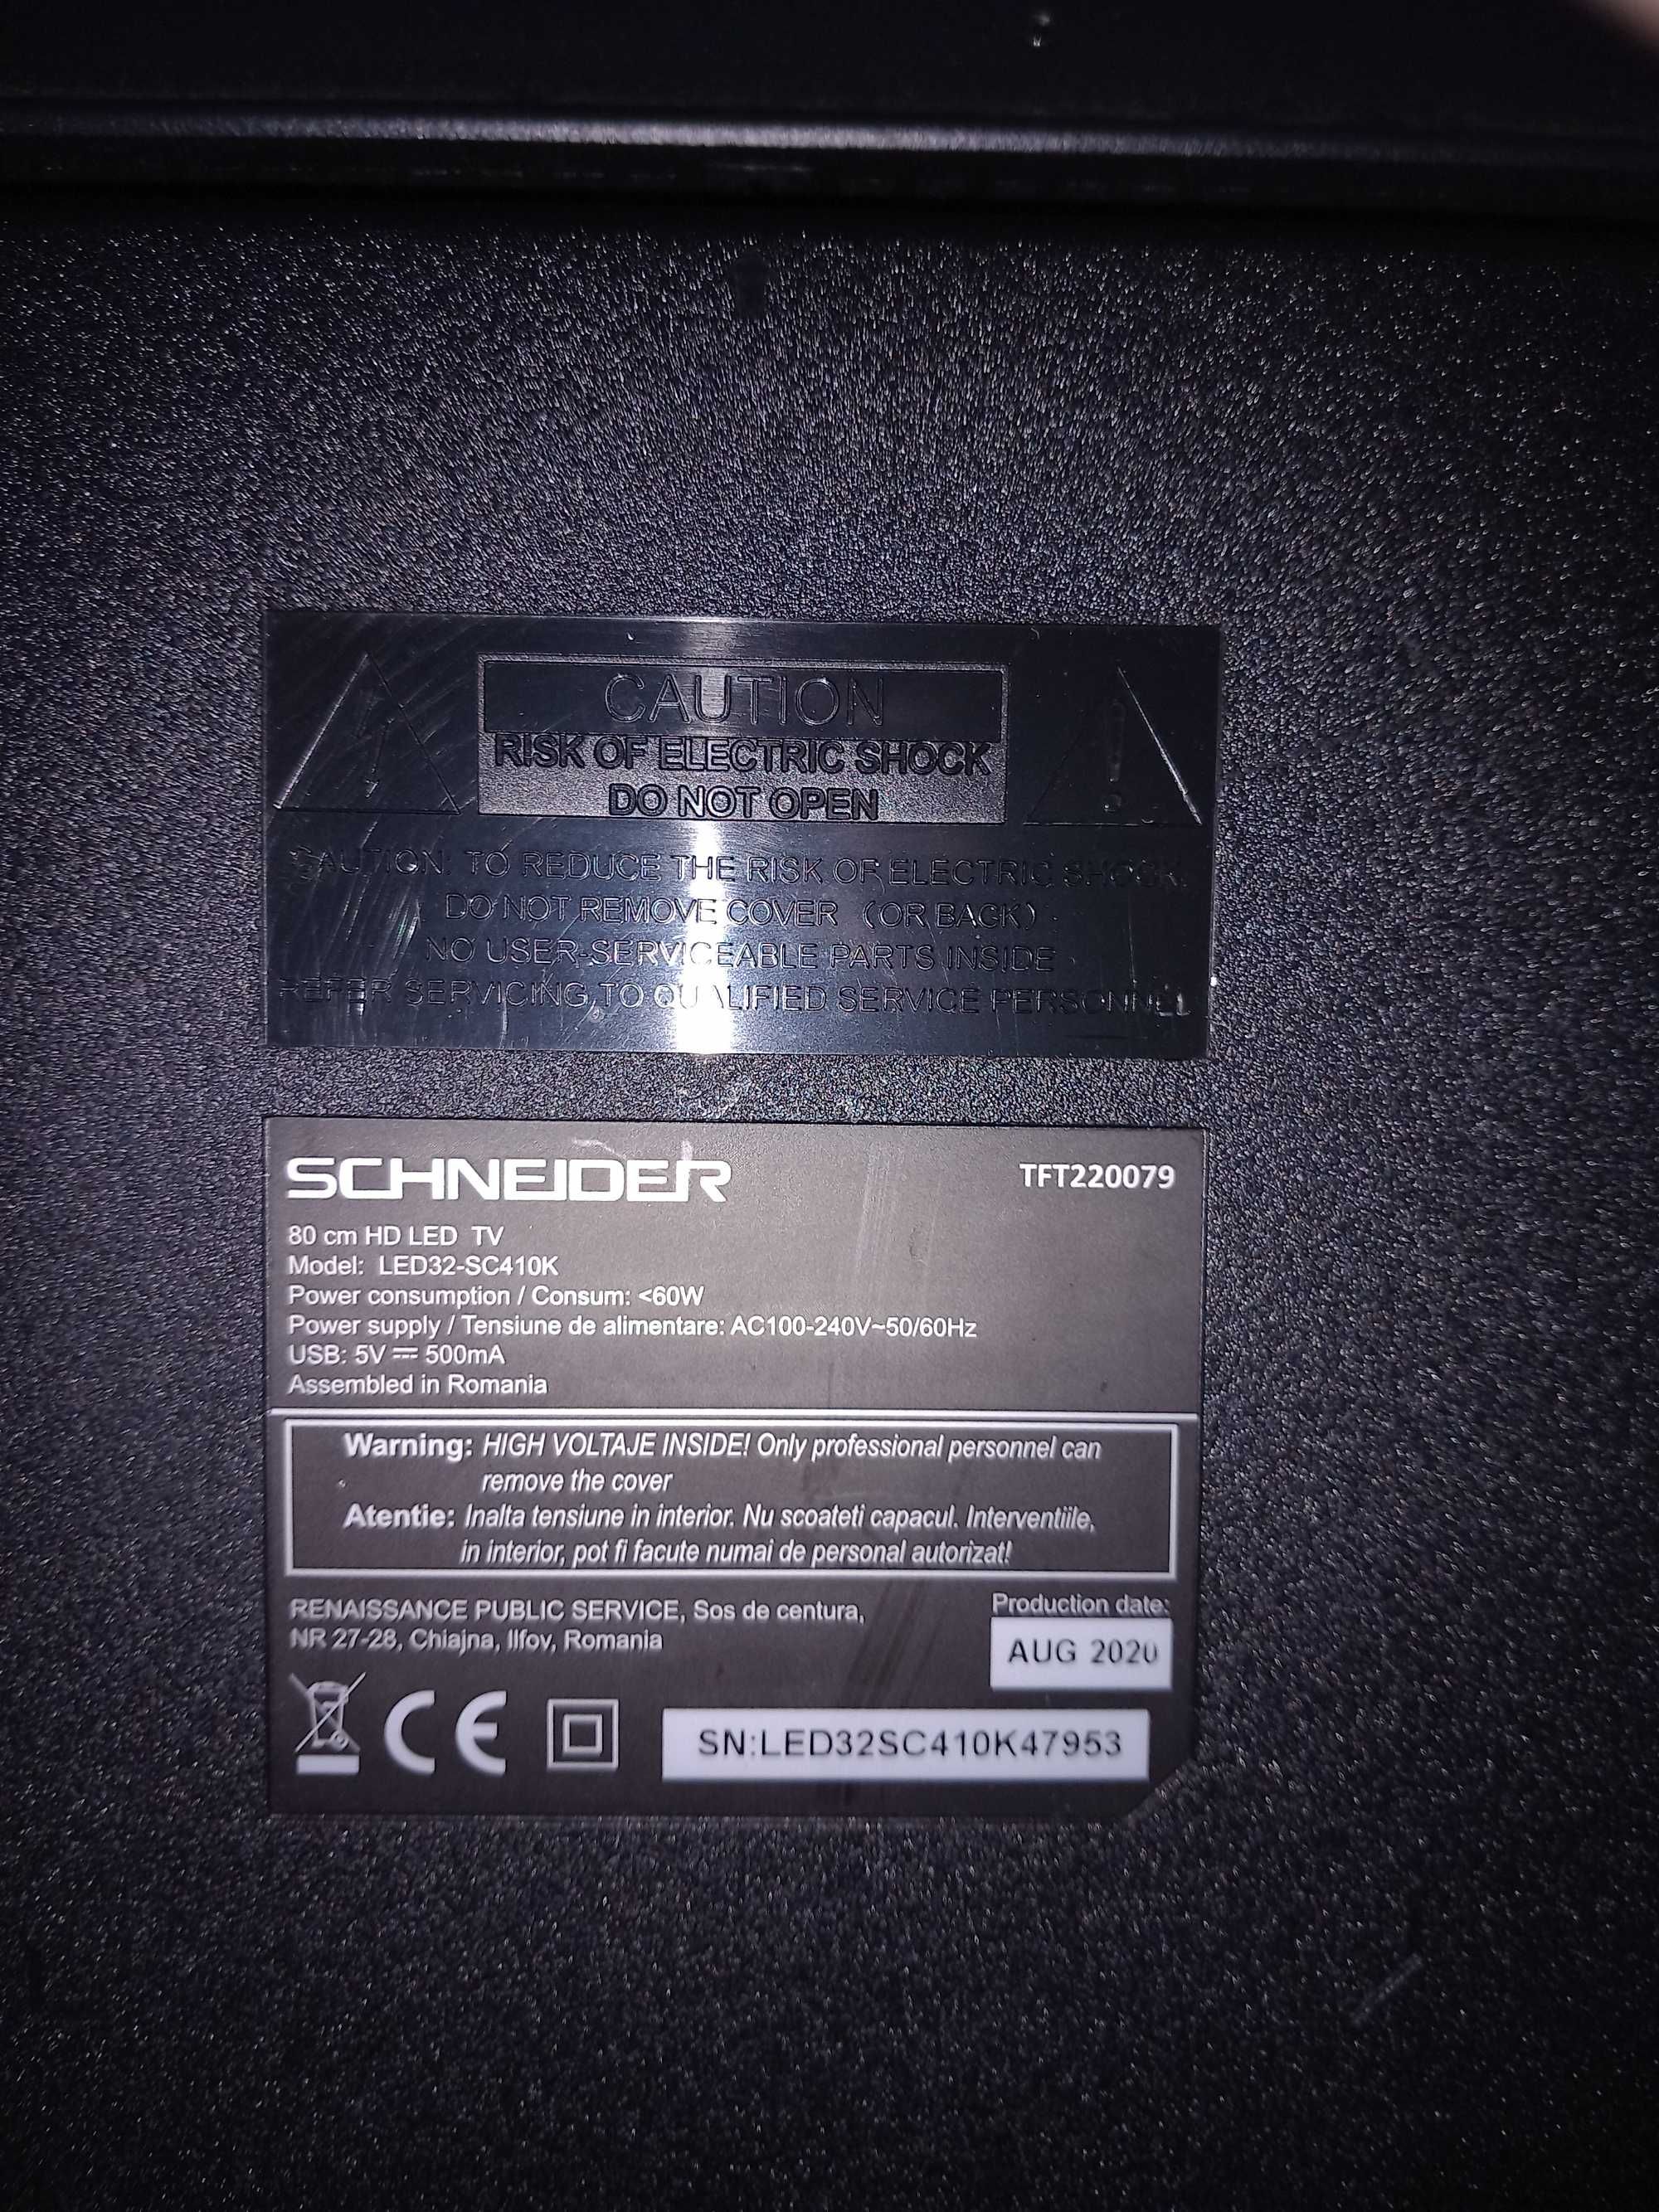 CAUTION
RISK OF ELECTRIC SHOCK
DO NOT OPEN
CAUTION: TO REDUCE THE RISK OF ELECTRIC SHOCK,
DO NOT REMOVE COVER (OR BACK)
NO USER-SERVICEABLE PARTS INSIDE
REFER SERVICING TO QUALIFIED SERVICE PERSONNEL
SCHNEIDER
TFT220079
80 cm HD LED TV
Model: LED32-SC410K
Power consumption / Consum: <60W
Power supply / Tensiune de alimentare: AC100-240V~50/60Hz
USB: 5V ⎓ 500mA
Assembled in Romania
Warning: HIGH VOLTAJE INSIDE! Only professional personnel can
remove the cover
Atentie: Inalta tensiune in interior. Nu scoateti capacul. Interventiile,
in interior, pot fi facute numai de personal autorizat!
RENAISSANCE PUBLIC SERVICE, Sos de centura,
NR 27-28, Chiajna, Ilfov, Romania
Production date:
AUG 2020
CE
SN:LED32SC410K47953